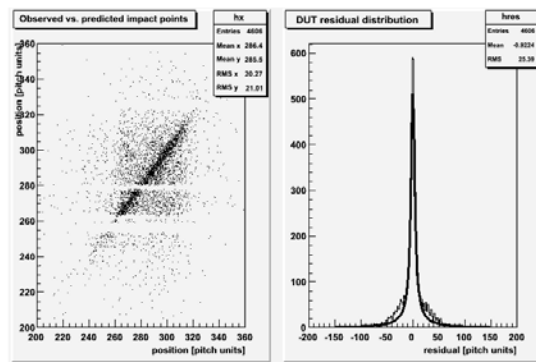 Observed vs. predicted impact points
hx
Entries 4606
Mean x 286.4
Mean y 285.5
RMS x 20.27
RMS y 21.01
position [pitch units]
360
340
320
300
280
260
240
220
200
200 220 240 260 280 300 320 340 360
position [pitch units]
DUT residual distribution
hres
Entries 4606
Mean -0.9224
RMS 25.39
600
500
400
300
200
100
0
-200 -150 -100 -50 0 50 100 150 200
residual [pitch units]